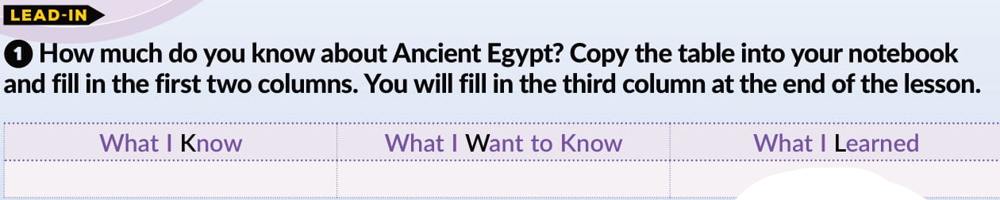 LEAD-IN
1 How much do you know about Ancient Egypt? Copy the table into your notebook
and fill in the first two columns. You will fill in the third column at the end of the lesson.
What I Know What I Want to Know What I Learned